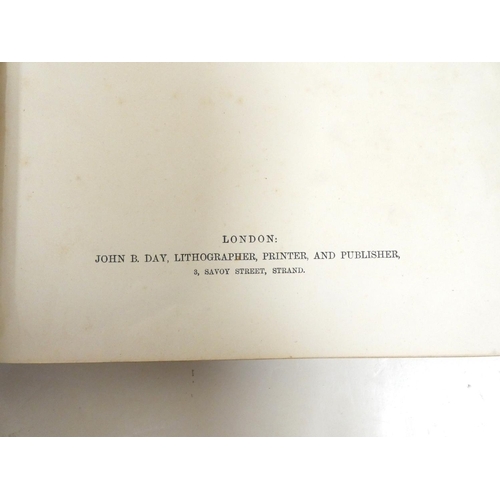 LONDON:
JOHN B. DAY, LITHOGRAPHER, PRINTER, AND PUBLISHER,
3, SAVOY STREET, STRAND.